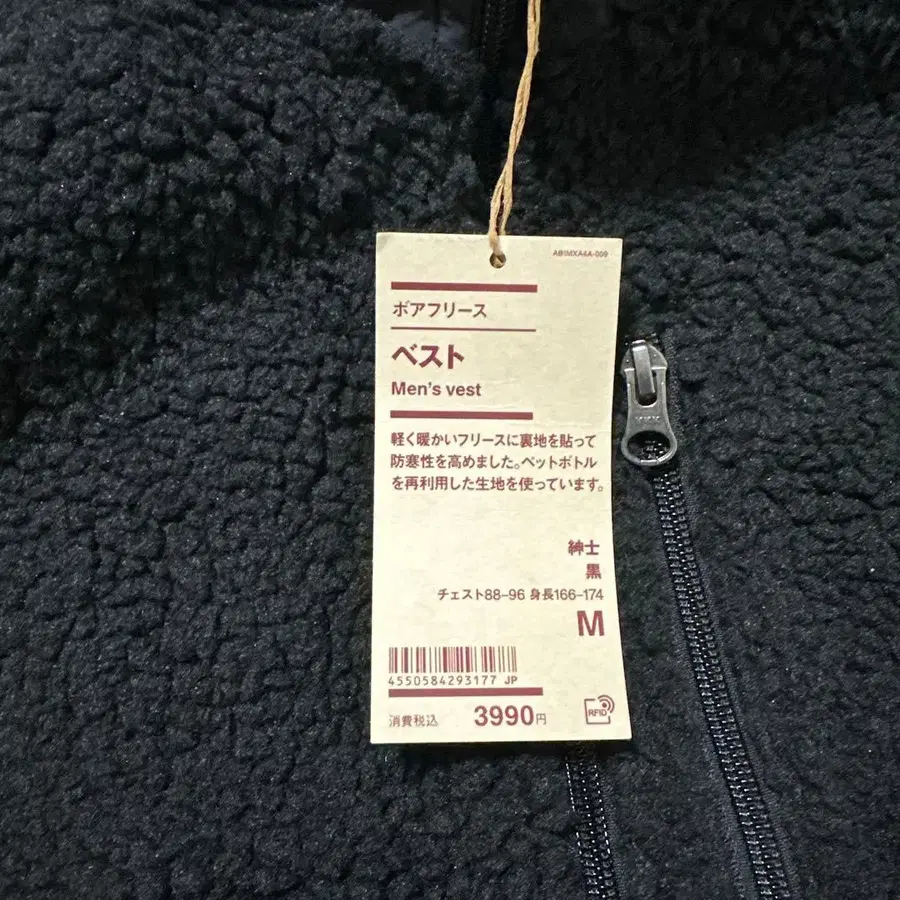 ABIMXA4A-009
ボアフリース
ベスト
Men's vest
軽く暖かいフリースに裏地を貼って
防寒性を高めました。ペットボトル
を再利用した生地を使っています。
紳士
黒
チェスト88-96 身長166-174
M
4550584293177 JP
消費税込 3990円
RFID
YKK